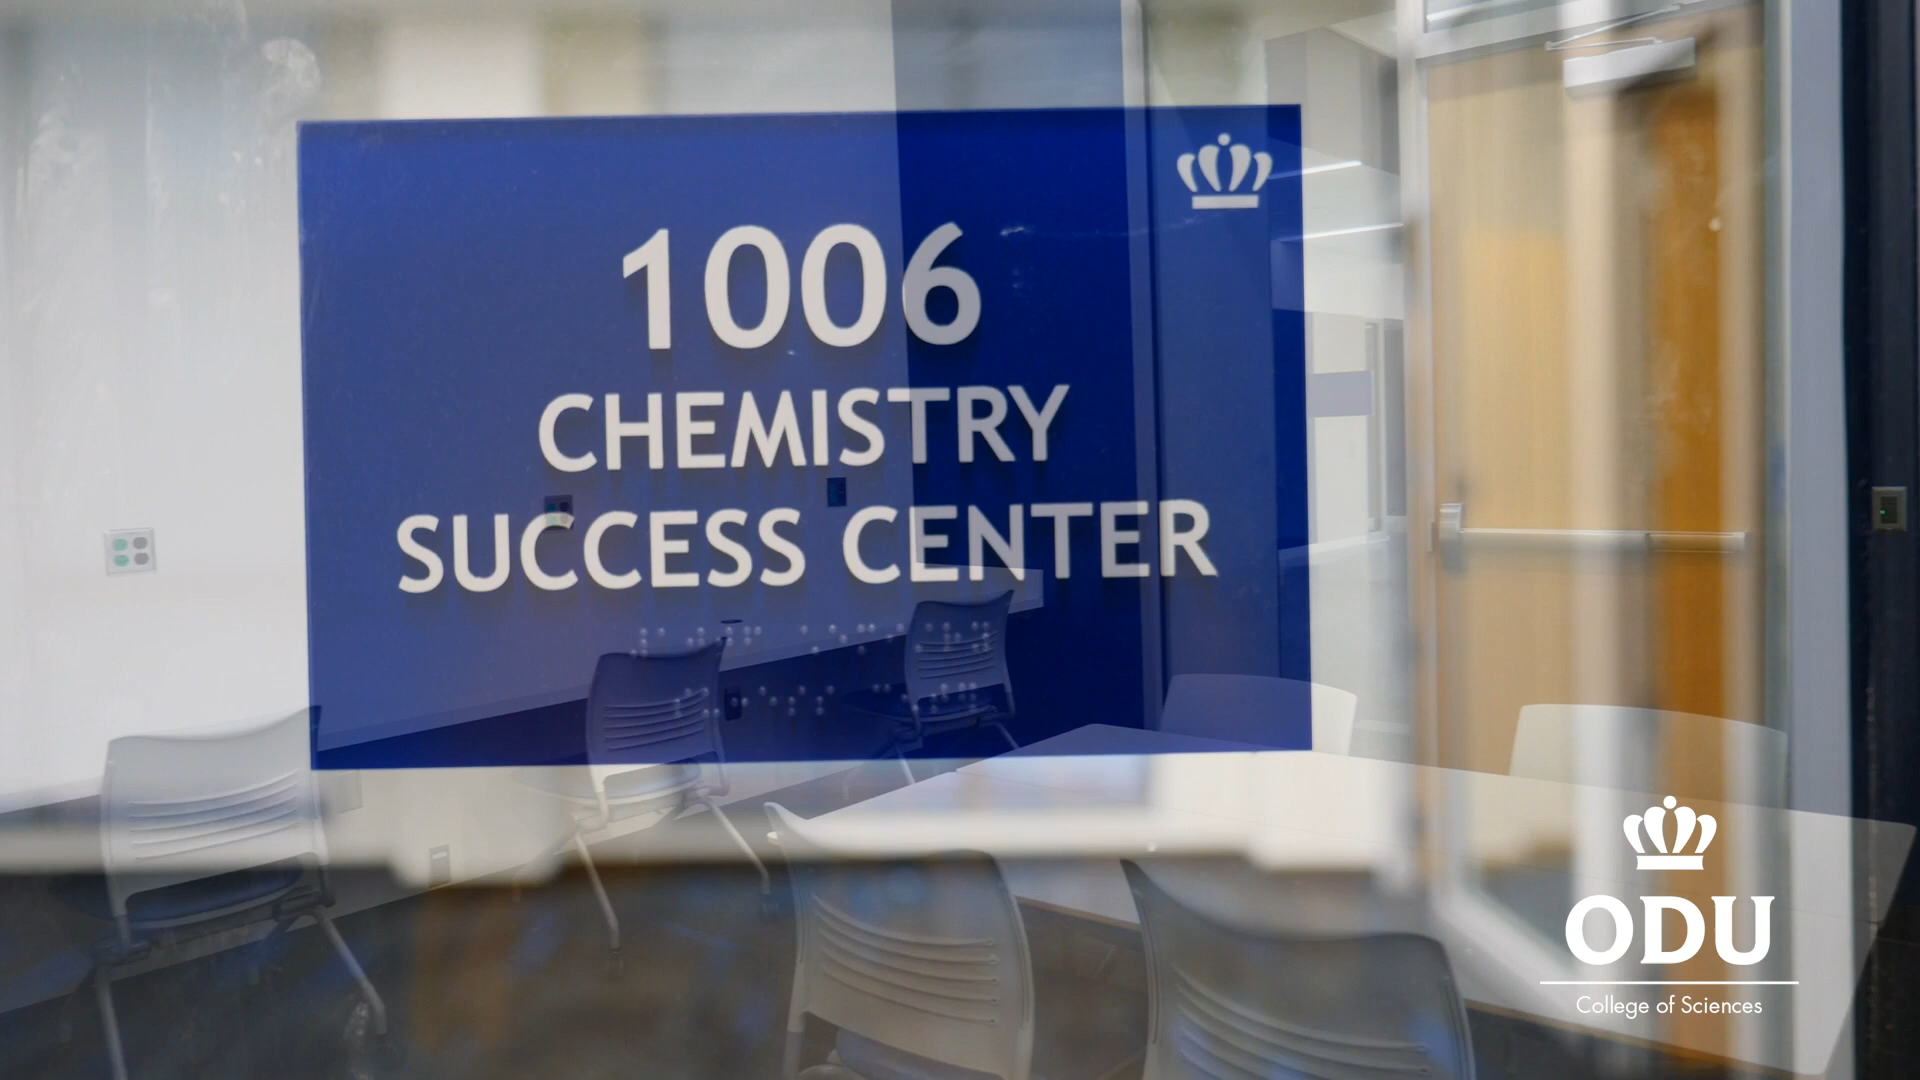 1006
CHEMISTRY
SUCCESS CENTER
ODU
College of Sciences